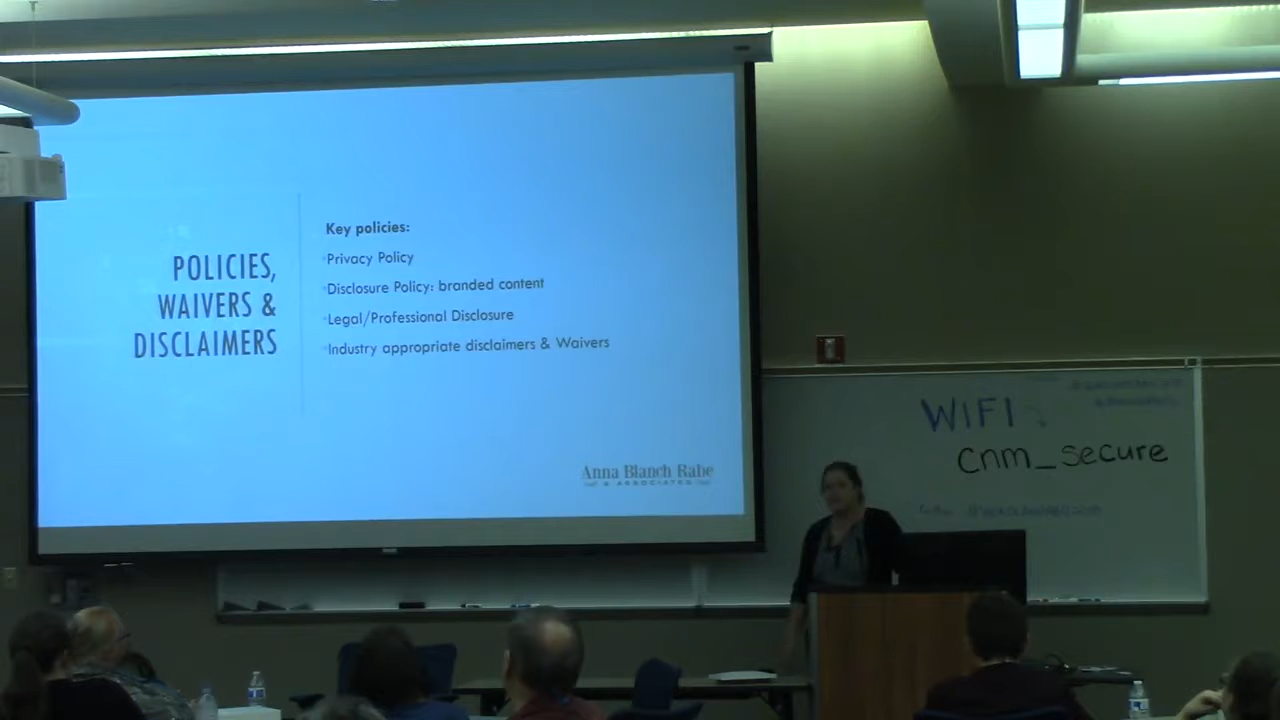 POLICIES,
WAIVERS &
DISCLAIMERS
Key policies:
Privacy Policy
Disclosure Policy: branded content
Legal/Professional Disclosure
Industry appropriate disclaimers & Waivers
Anna Blanch Rabe
& ASSOCIATES
WIFI
cnm_secure